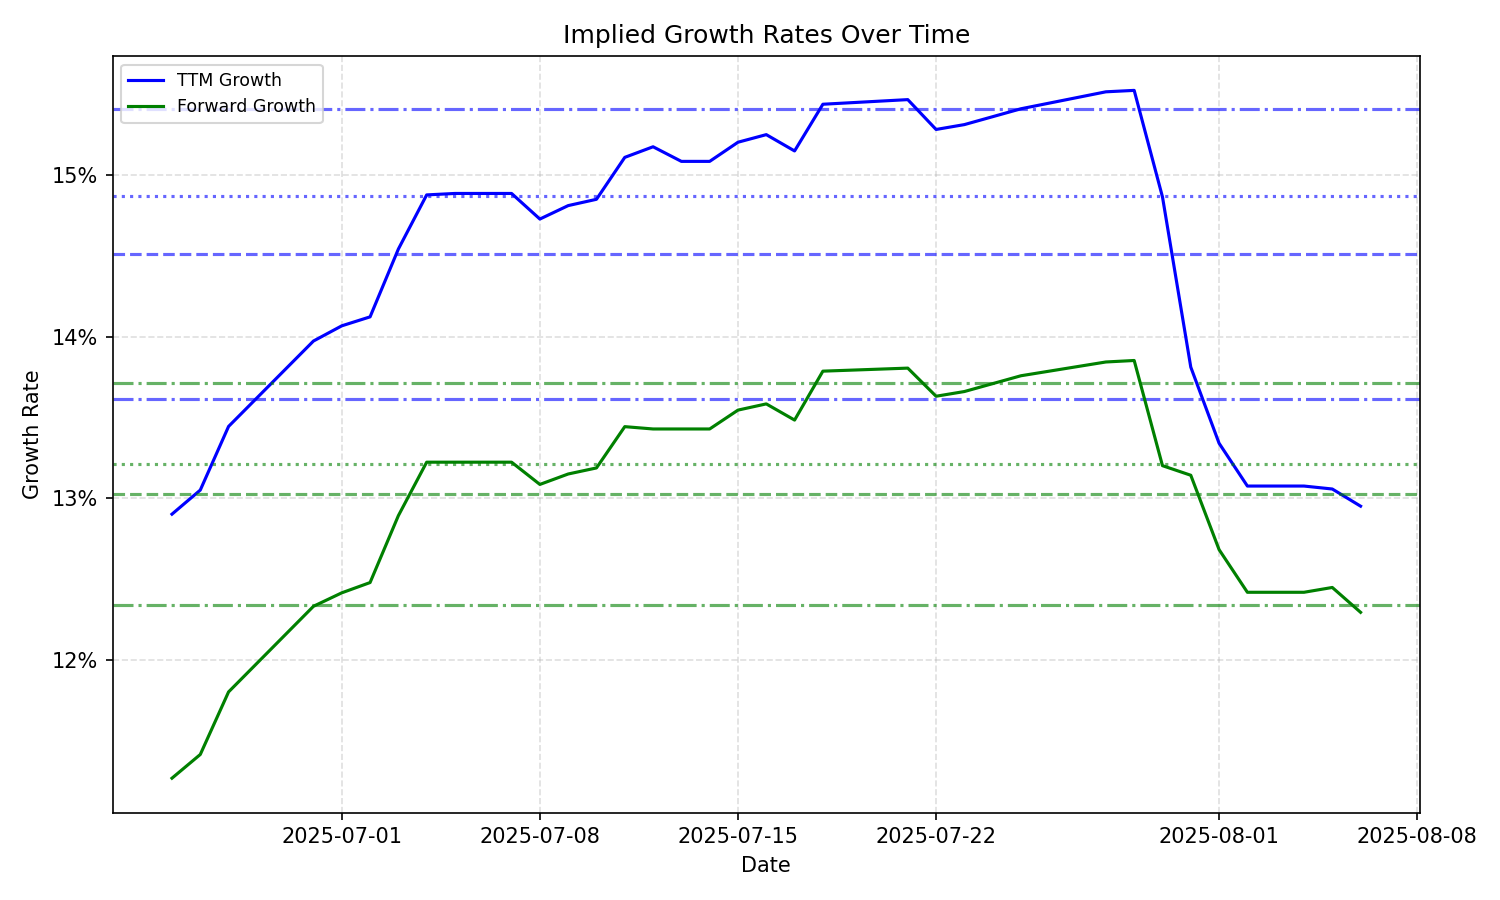 Implied Growth Rates Over Time
TTM Growth
Forward Growth
15%
14%
13%
12%
Growth Rate
2025-07-01
2025-07-08
2025-07-15
2025-07-22
2025-08-01
2025-08-08
Date